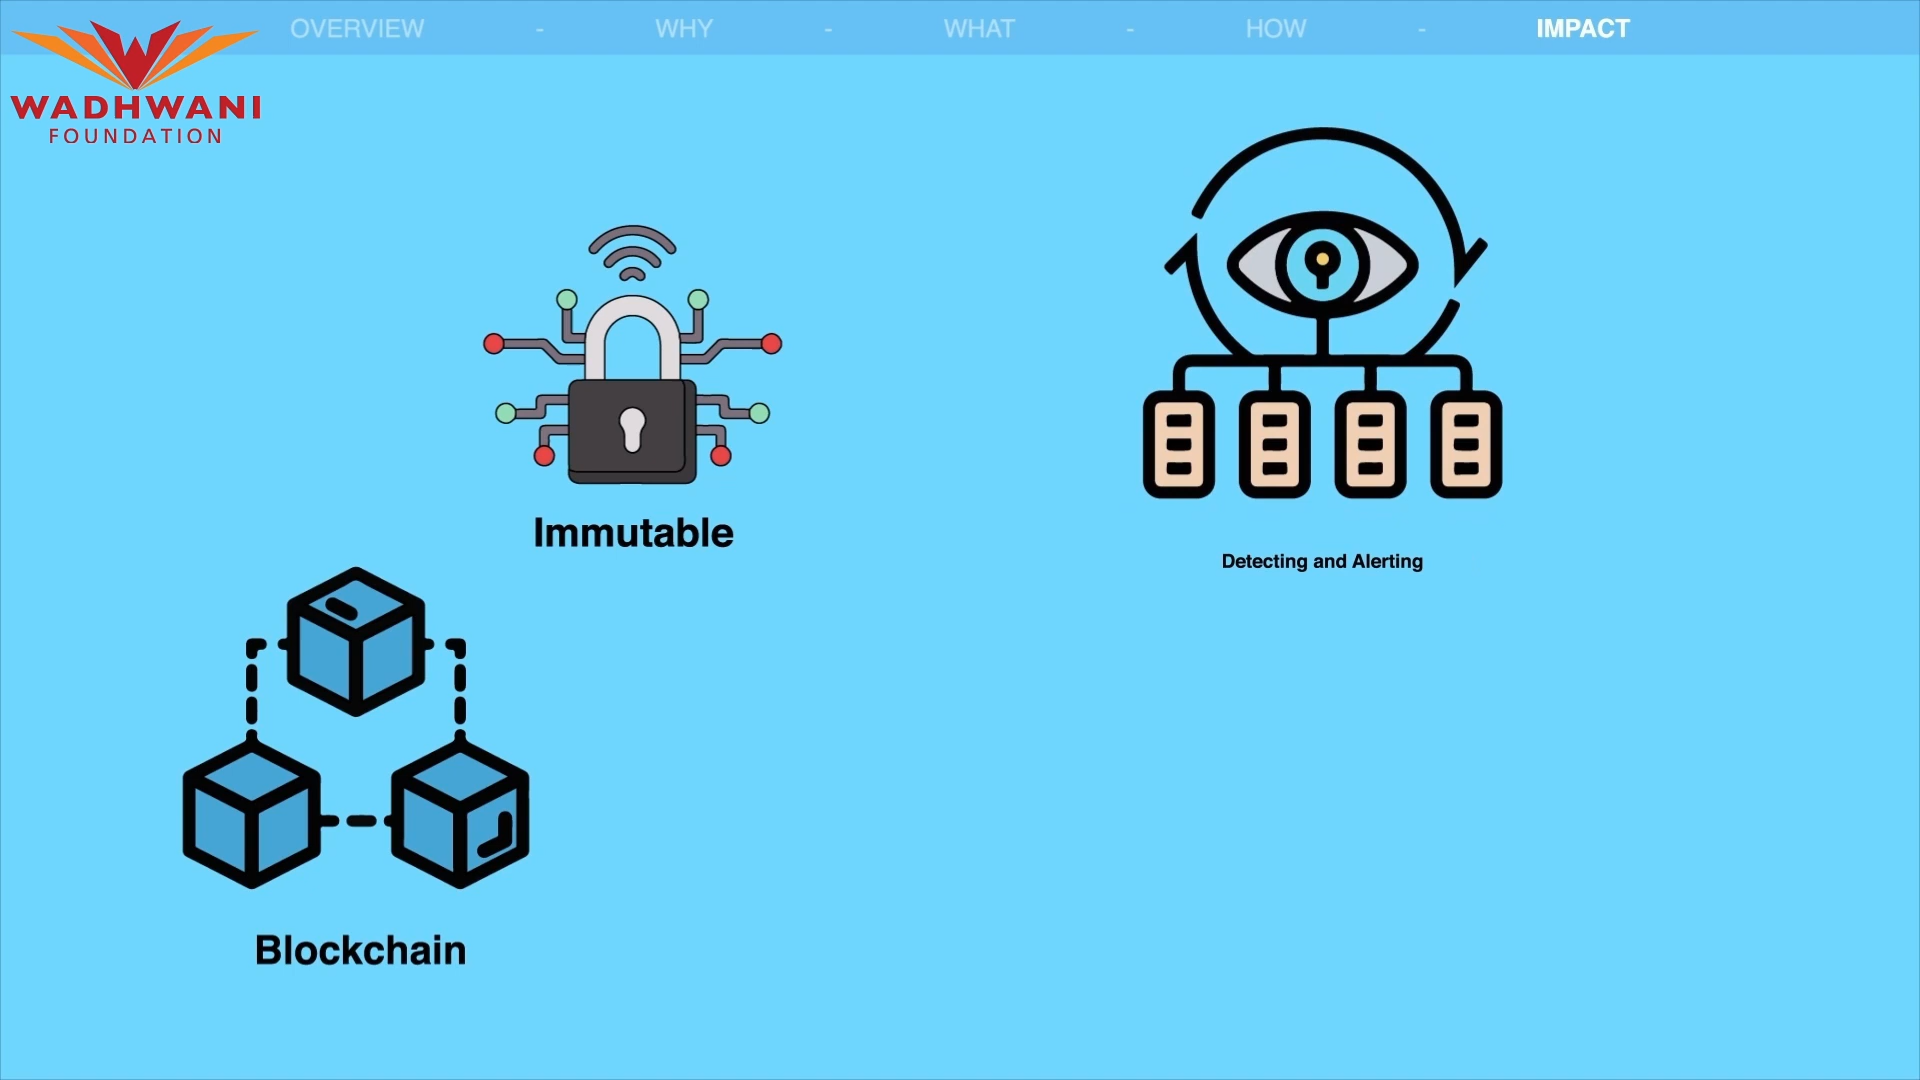 OVERVIEW - WHY - WHAT - HOW - IMPACT
WADHWANI
FOUNDATION
Immutable
Detecting and Alerting
Blockchain